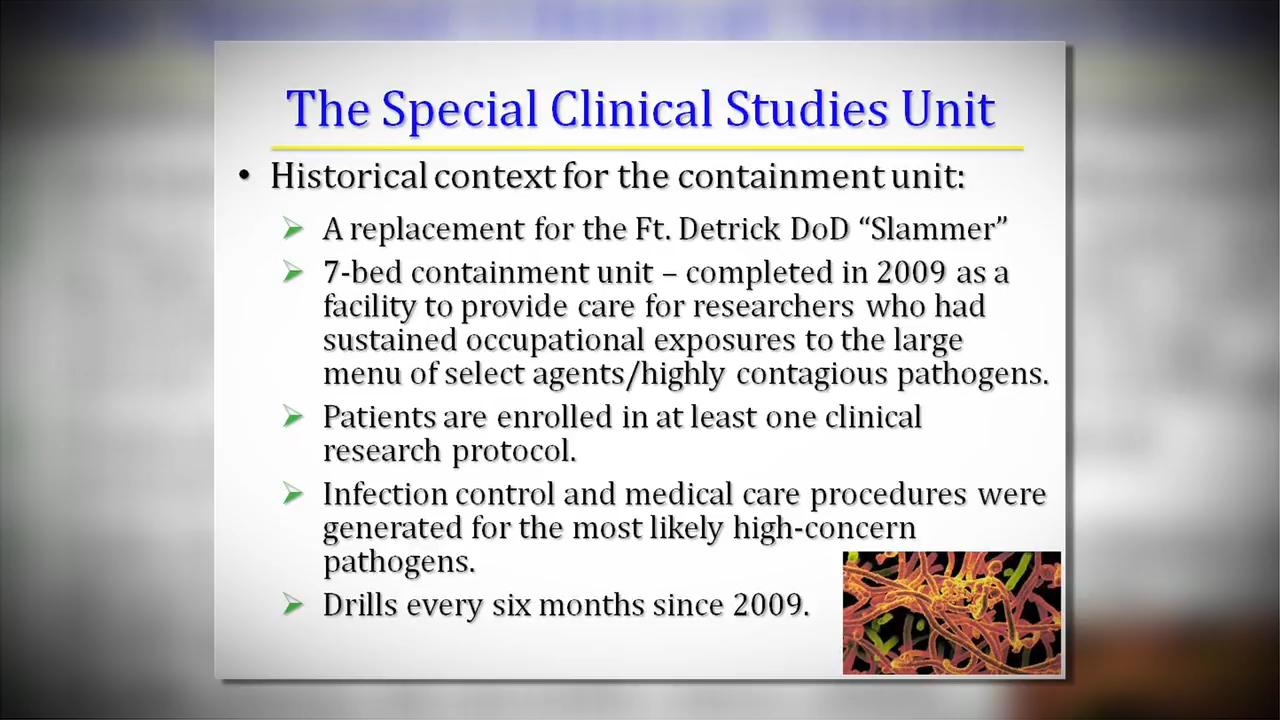 The Special Clinical Studies Unit
• Historical context for the containment unit:
A replacement for the Ft. Detrick DoD “Slammer”
7-bed containment unit – completed in 2009 as a
facility to provide care for researchers who had
sustained occupational exposures to the large
menu of select agents/highly contagious pathogens.
Patients are enrolled in at least one clinical
research protocol.
Infection control and medical care procedures were
generated for the most likely high-concern
pathogens.
Drills every six months since 2009.